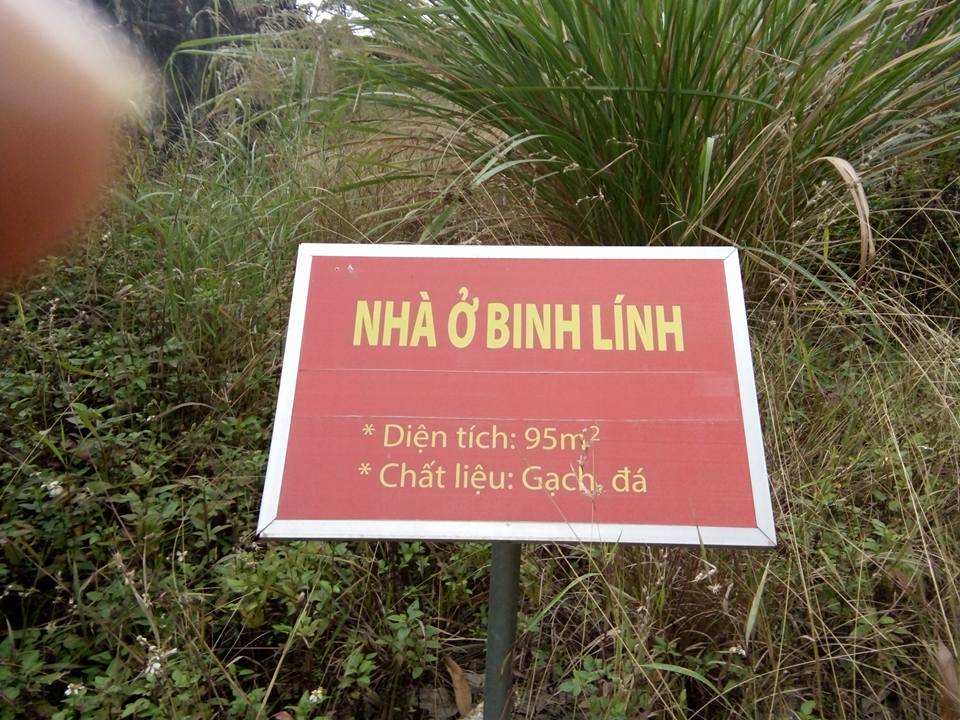 NHÀ Ở BINH LÍNH
* Diện tích: 95m²
* Chất liệu: Gạch, đá